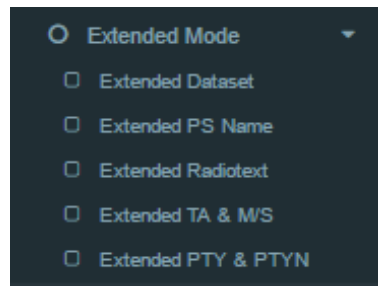 Extended Mode
Extended Dataset
Extended PS Name
Extended Radiotext
Extended TA & M/S
Extended PTY & PTYN